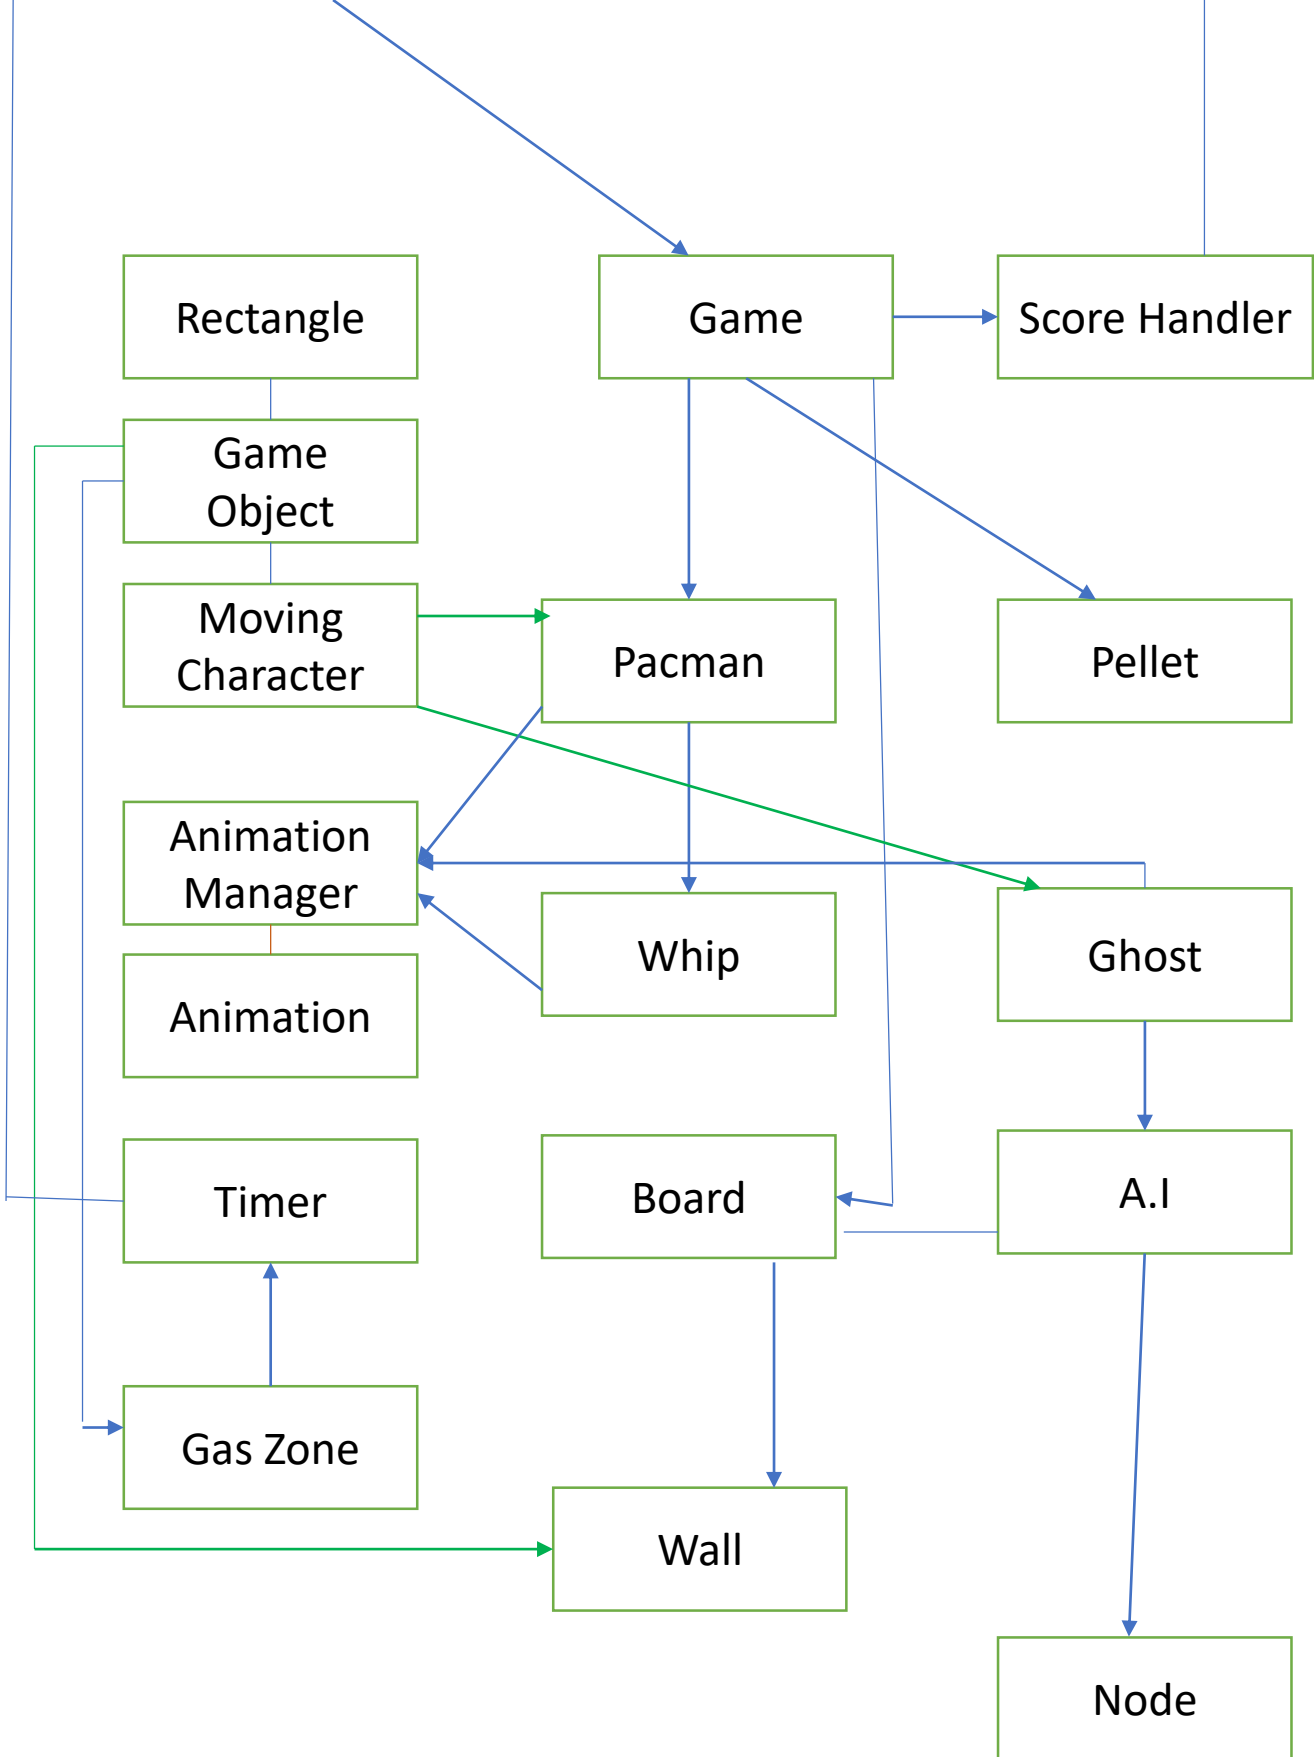 Rectangle
Game
Score Handler
Game
Object
Moving
Character
Pacman
Pellet
Animation
Manager
Whip
Ghost
Animation
Timer
Board
A.I
Gas Zone
Wall
Node